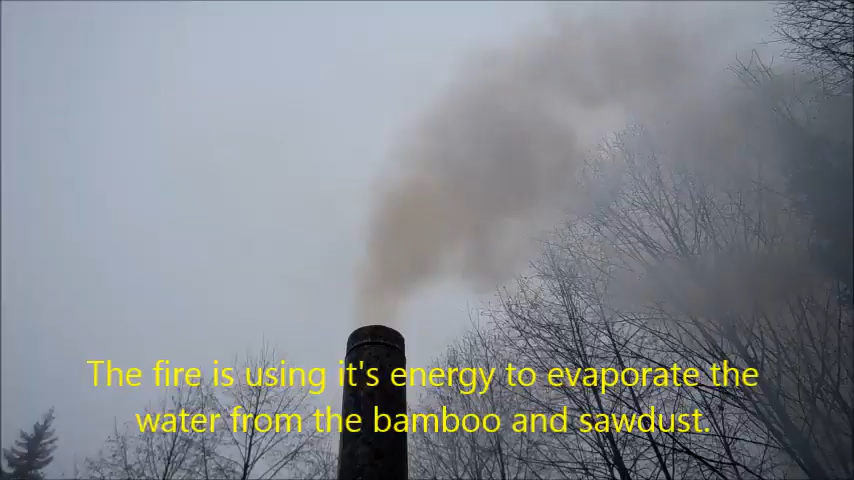 The fire is using it's energy to evaporate the
water from the bamboo and sawdust.